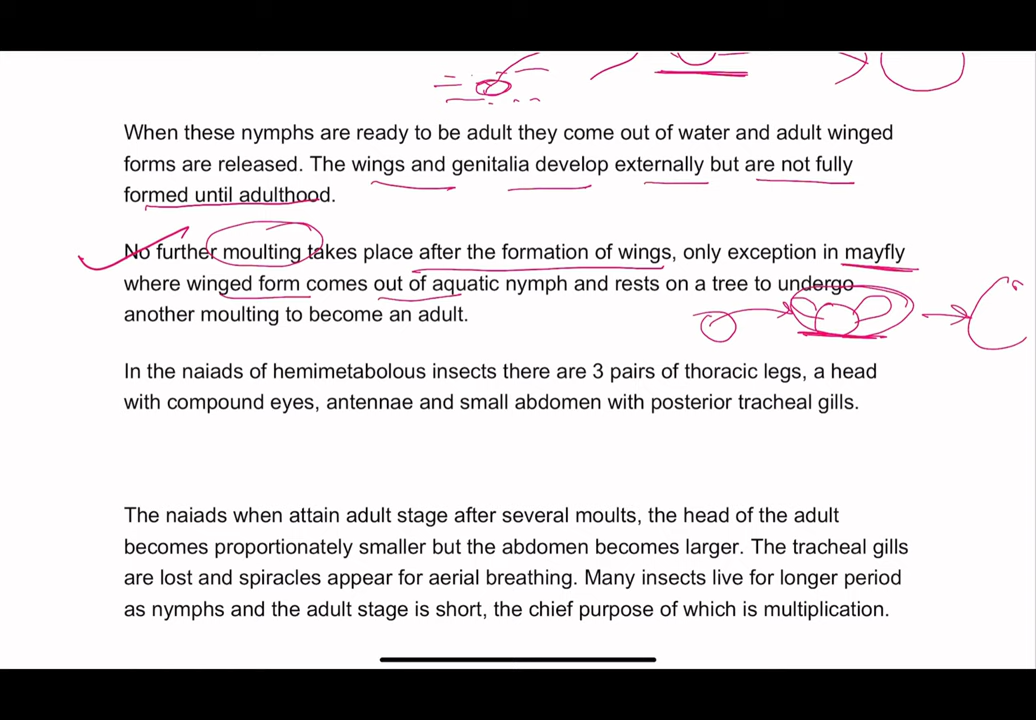 When these nymphs are ready to be adult they come out of water and adult winged
forms are released. The wings and genitalia develop externally but are not fully
formed until adulthood.
No further moulting takes place after the formation of wings, only exception in mayfly
where winged form comes out of aquatic nymph and rests on a tree to undergo
another moulting to become an adult.
In the naiads of hemimetabolous insects there are 3 pairs of thoracic legs, a head
with compound eyes, antennae and small abdomen with posterior tracheal gills.
The naiads when attain adult stage after several moults, the head of the adult
becomes proportionately smaller but the abdomen becomes larger. The tracheal gills
are lost and spiracles appear for aerial breathing. Many insects live for longer period
as nymphs and the adult stage is short, the chief purpose of which is multiplication.